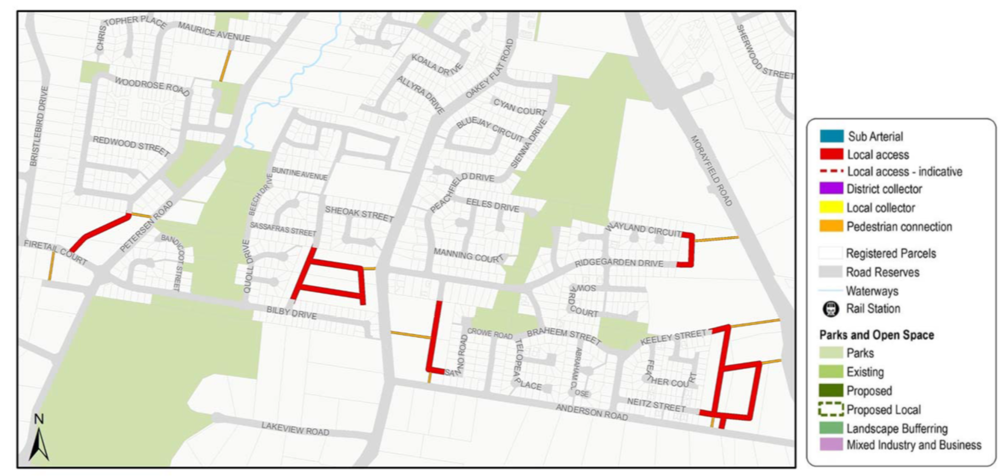 CHRISTOPHER PLACE
MAURICE AVENUE
KOALA DRIVE
OAKEY FLAT ROAD
SHERWOOD STREET
WOODROSE ROAD
ALLYRA DRIVE
CYAN COURT
BRISTLEBIRD DRIVE
BLUEJAY CIRCUIT
SIENNA DRIVE
REDWOOD STREET
MORAYFIELD ROAD
BUNTINE AVENUE
PEACHFIELD DRIVE
BEECH DRIVE
EELES DRIVE
SHEOAK STREET
PETERSEN ROAD
SASSAFRAS STREET
WAYLAND CIRCUIT
FIRETAIL COURT
BANDICOOT STREET
QUOLL DRIVE
MANNING COURT
RIDGEGARDEN DRIVE
BILBY DRIVE
COURT
CROWE ROAD
BRAHEEM STREET
KEELEY STREET
ROAD
TELOPEA PLACE
ABRAHAM CLOSE
FEATHER COURT
NEITZ STREET
ANDERSON ROAD
LAKEVIEW ROAD
N
Sub Arterial
Local access
Local access - indicative
District collector
Local collector
Pedestrian connection
Registered Parcels
Road Reserves
Waterways
Rail Station
Parks and Open Space
Parks
Existing
Proposed
Proposed Local
Landscape Bufferring
Mixed Industry and Business